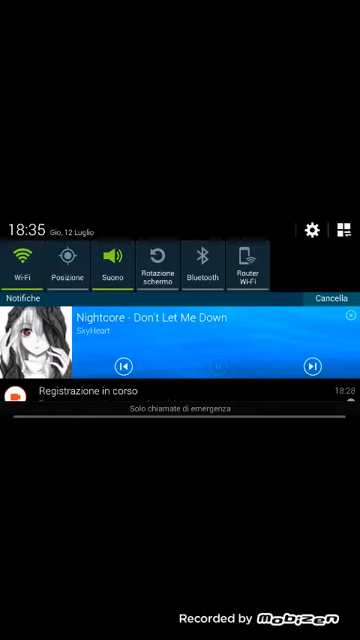 18:35 Gio, 12 Luglio
Wi-Fi
Posizione
Suono
Rotazione
schermo
Bluetooth
Router
Wi-Fi
Notifiche
Cancella
Nightcore - Don't Let Me Down
SkyHeart
Registrazione in corso
18:28
Solo chiamate di emergenza
Recorded by Mobizen